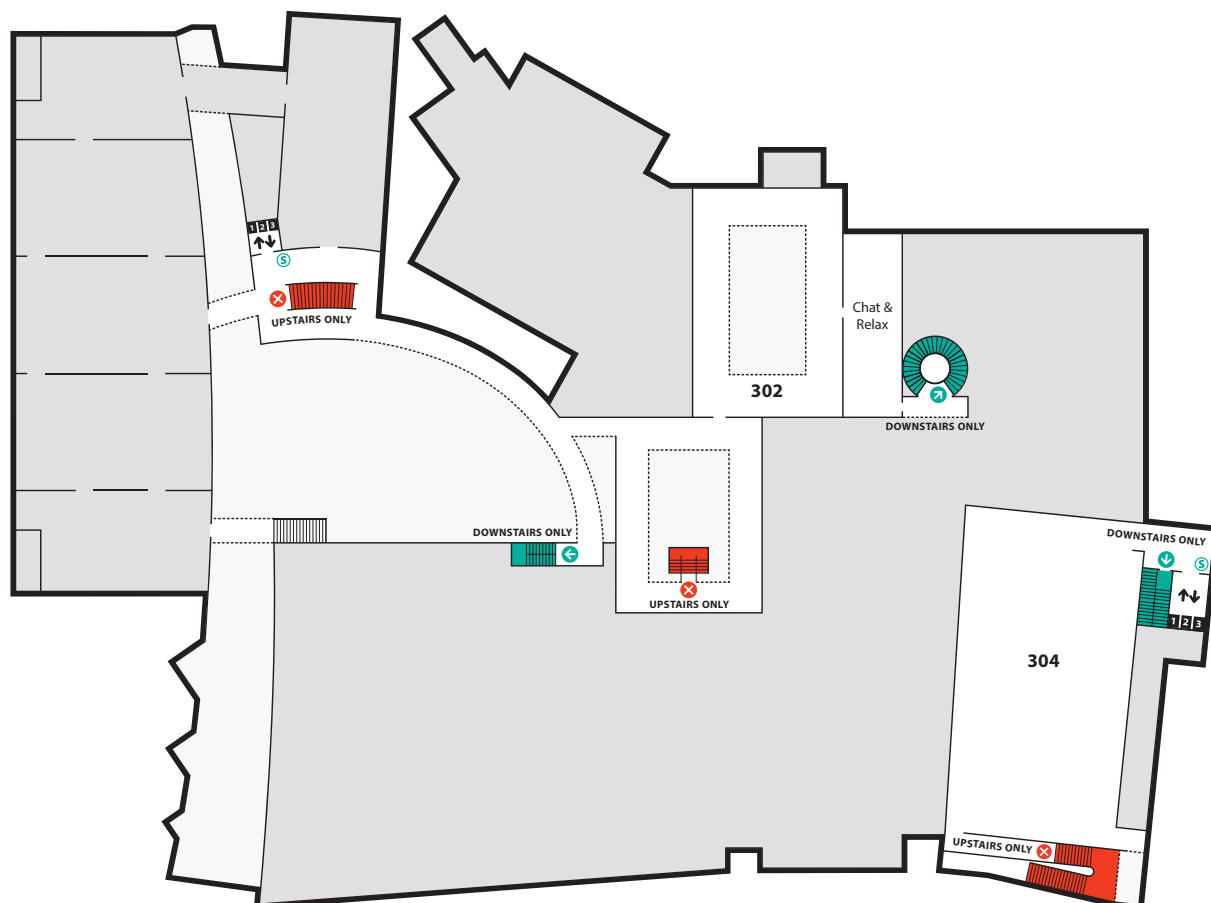 1 2 3
S
UPSTAIRS ONLY
Chat &
Relax
302
DOWNSTAIRS ONLY
DOWNSTAIRS ONLY
DOWNSTAIRS ONLY
S
UPSTAIRS ONLY
1 2 3
304
UPSTAIRS ONLY